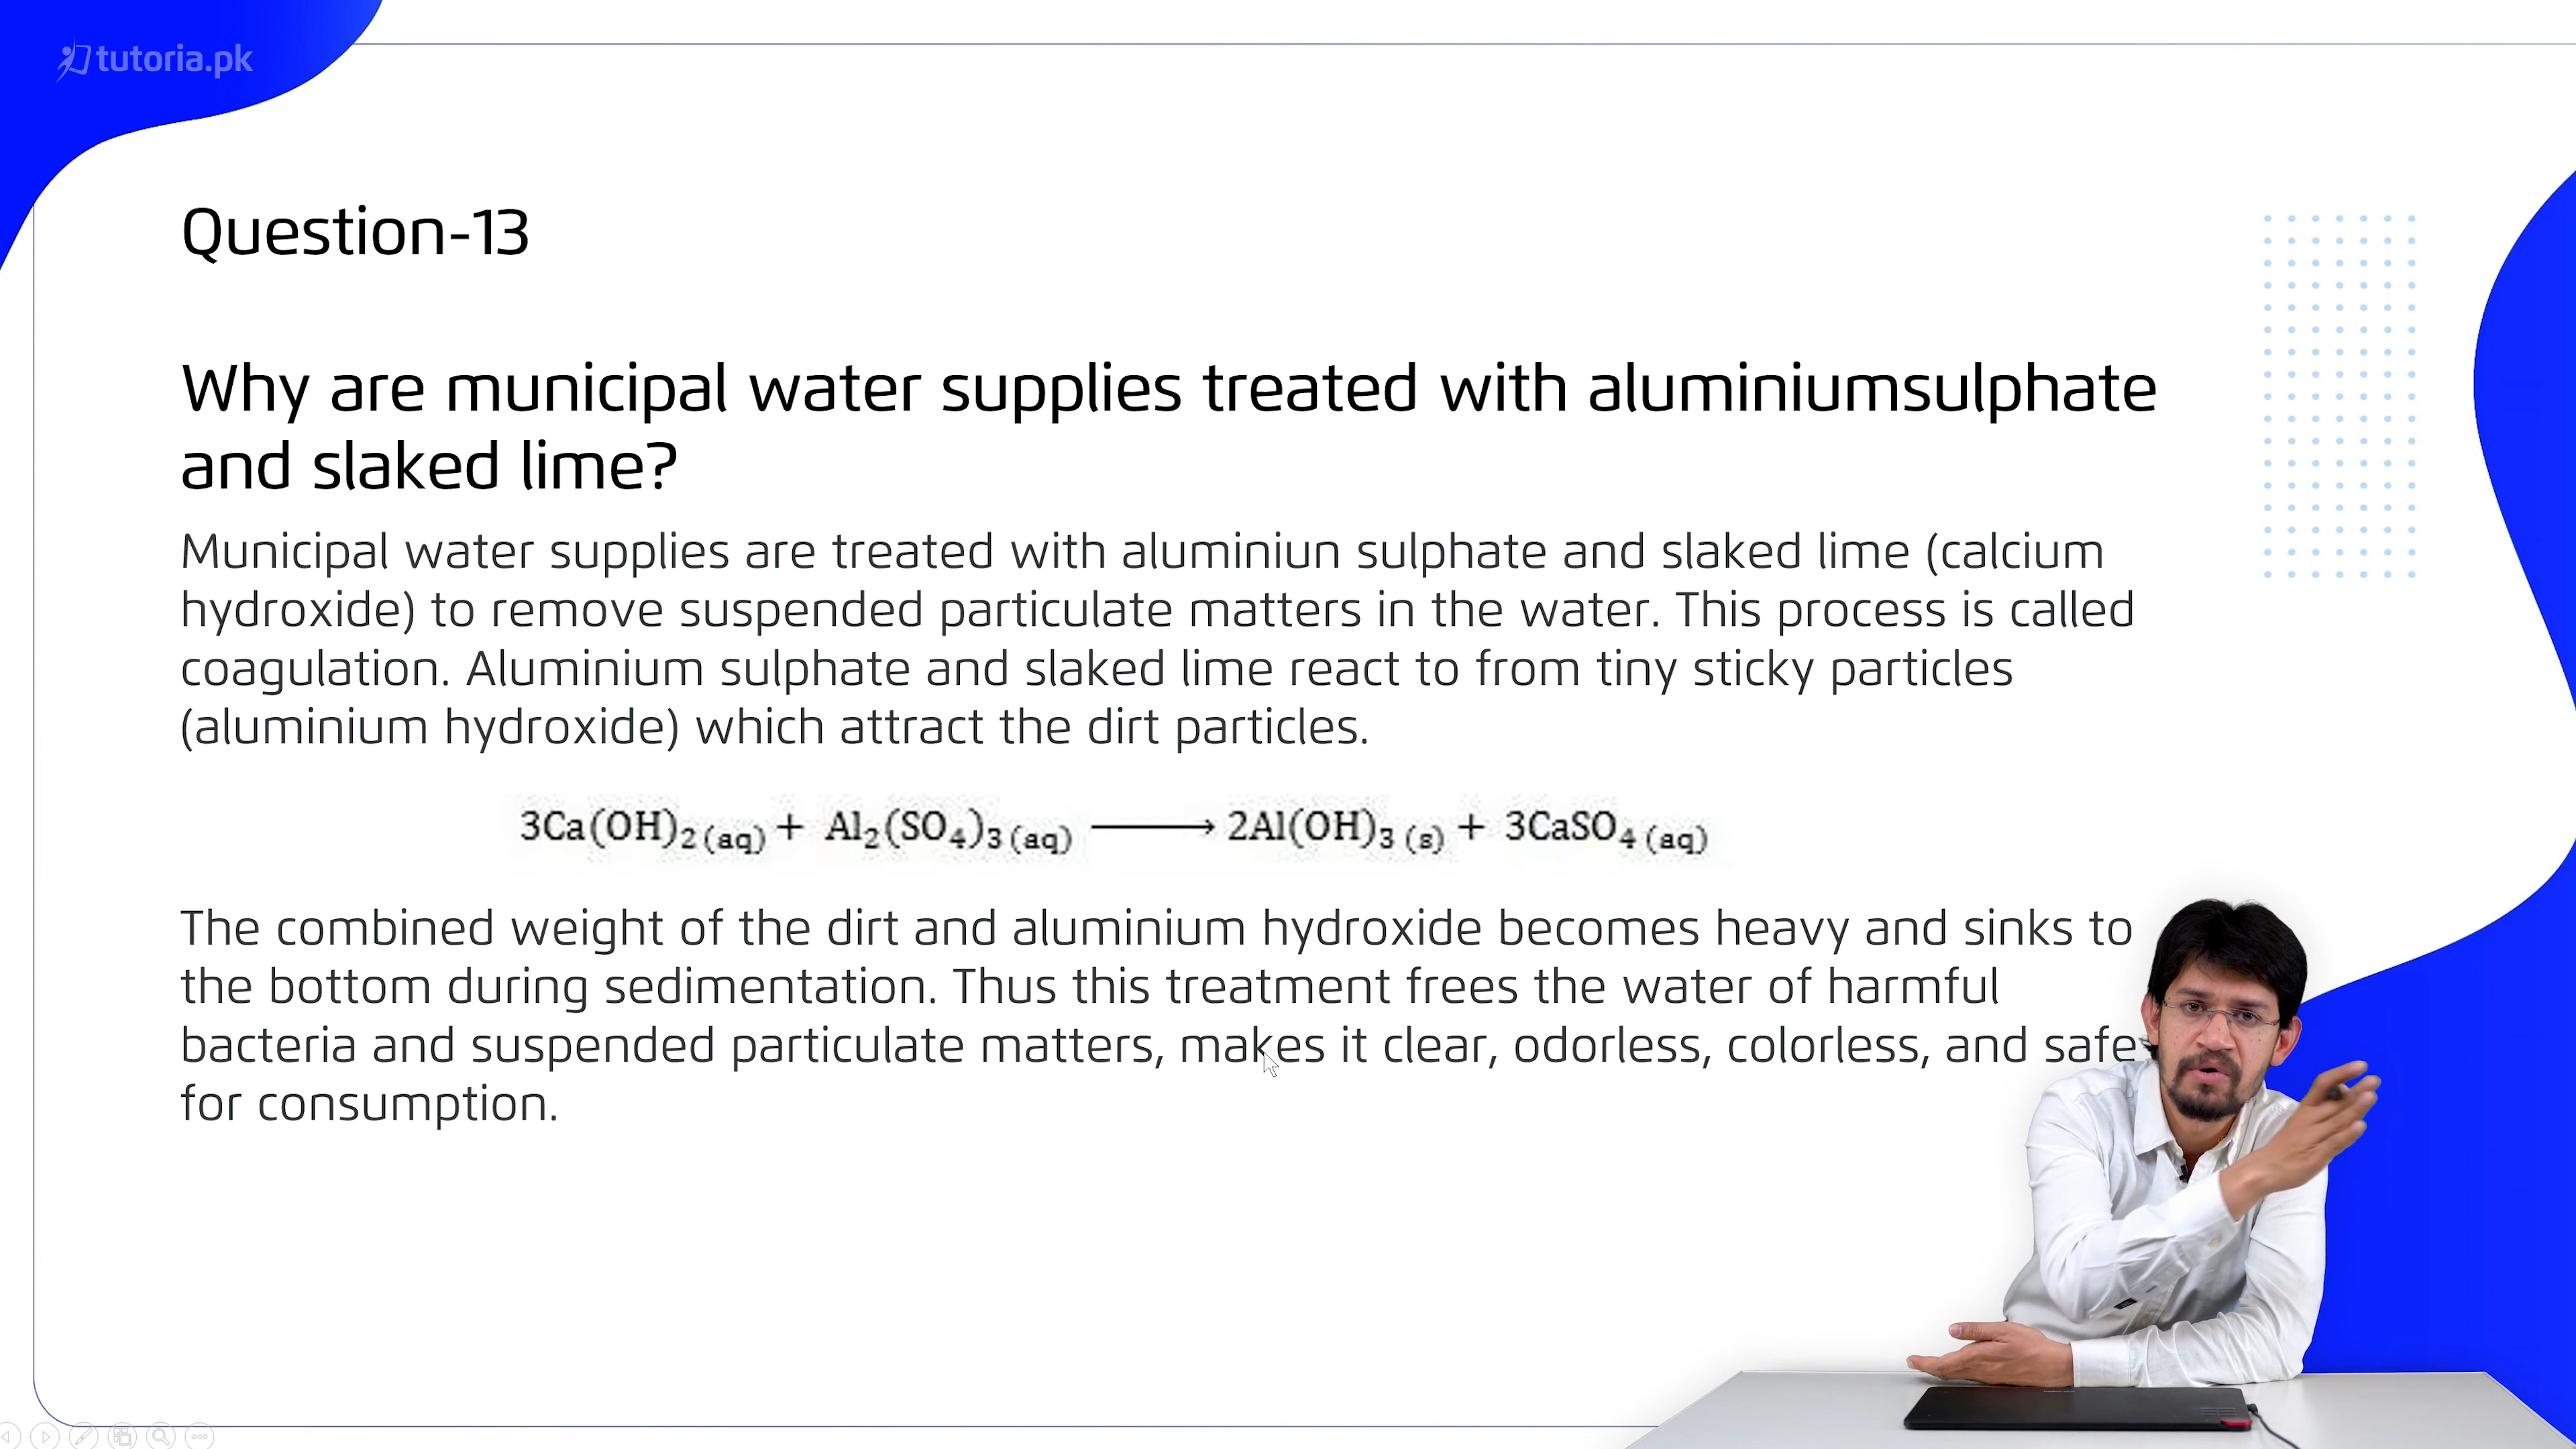 tutoria.pk
Question-13
Why are municipal water supplies treated with aluminiumsulphate
and slaked lime?
Municipal water supplies are treated with aluminiun sulphate and slaked lime (calcium
hydroxide) to remove suspended particulate matters in the water. This process is called
coagulation. Aluminium sulphate and slaked lime react to from tiny sticky particles
(aluminium hydroxide) which attract the dirt particles.
3Ca(OH)₂ (aq) + Al₂(SO₄)₃ (aq) ⟶ 2Al(OH)₃ (s) + 3CaSO₄ (aq)
The combined weight of the dirt and aluminium hydroxide becomes heavy and sinks to
the bottom during sedimentation. Thus this treatment frees the water of harmful
bacteria and suspended particulate matters, makes it clear, odorless, colorless, and safe
for consumption.